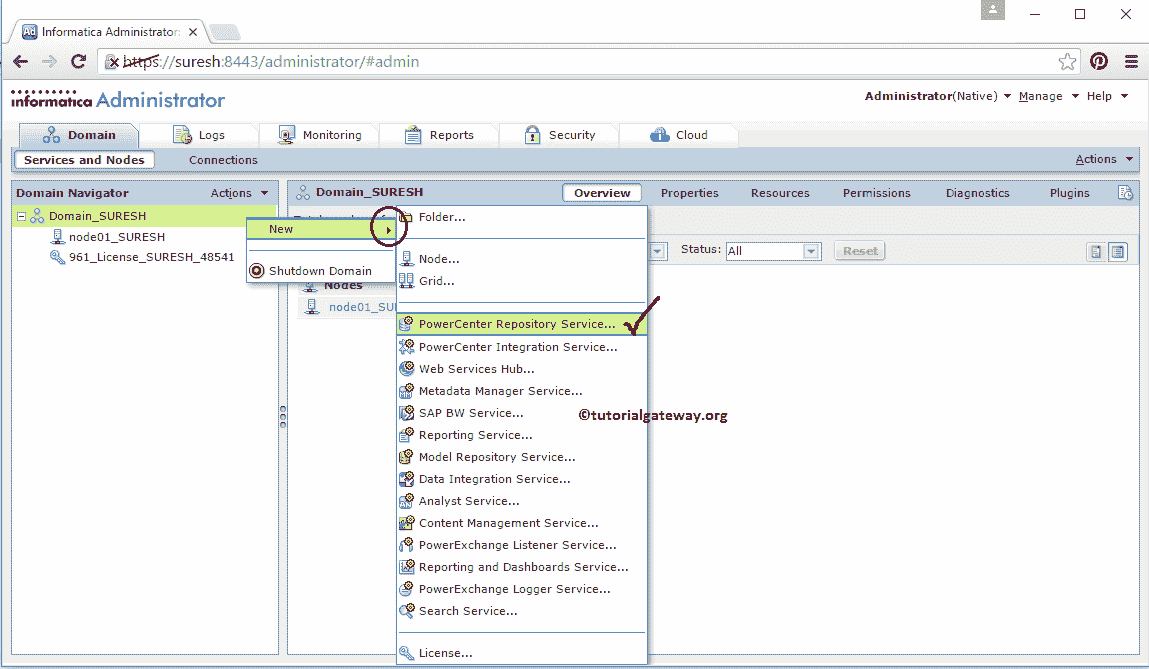 Informatica Administrator
https://suresh:8443/administrator/#admin
informatica Administrator
Administrator(Native) Manage Help
Domain Logs Monitoring Reports Security Cloud
Services and Nodes Connections Actions
Domain Navigator Actions
Domain_SURESH Overview Properties Resources Permissions Diagnostics Plugins
Domain_SURESH
node01_SURESH
961_License_SURESH_48541
New
Shutdown Domain
Status: All Reset
Nodes
node01_SU
Folder...
Node...
Grid...
PowerCenter Repository Service...
PowerCenter Integration Service...
Web Services Hub...
Metadata Manager Service...
SAP BW Service...
©tutorialgateway.org
Reporting Service...
Model Repository Service...
Data Integration Service...
Analyst Service...
Content Management Service...
PowerExchange Listener Service...
Reporting and Dashboards Service...
PowerExchange Logger Service...
Search Service...
License...